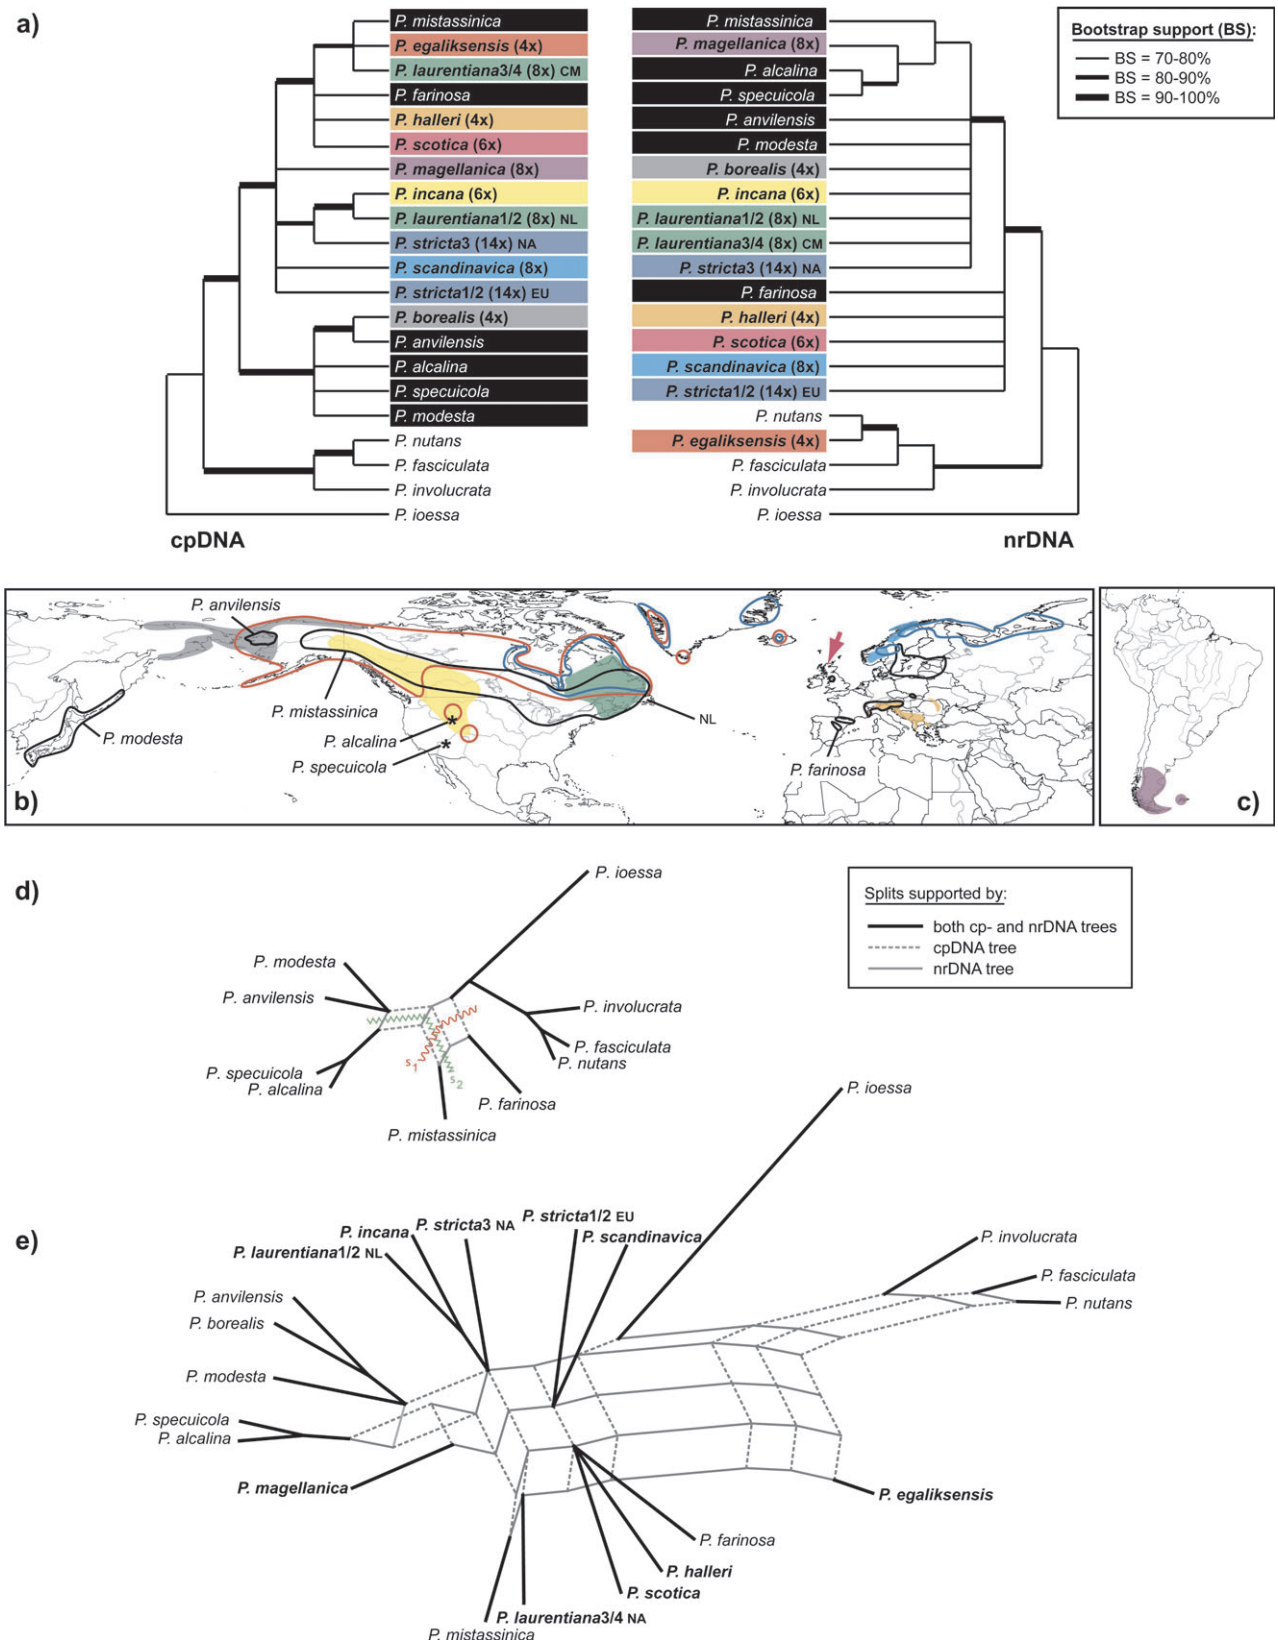 a)
P. mistassinica
P. egaliksensis (4x)
P. laurentiana3/4 (8x) CM
P. farinosa
P. halleri (4x)
P. scotica (6x)
P. magellanica (8x)
P. incana (6x)
P. laurentiana1/2 (8x) NL
P. stricta3 (14x) NA
P. scandinavica (8x)
P. stricta1/2 (14x) EU
P. borealis (4x)
P. anvilensis
P. alcalina
P. specuicola
P. modesta
P. nutans
P. fasciculata
P. involucrata
P. ioessa
cpDNA
P. mistassinica
P. magellanica (8x)
P. alcalina
P. specuicola
P. anvilensis
P. modesta
P. borealis (4x)
P. incana (6x)
P. laurentiana1/2 (8x) NL
P. laurentiana3/4 (8x) CM
P. stricta3 (14x) NA
P. farinosa
P. halleri (4x)
P. scotica (6x)
P. scandinavica (8x)
P. stricta1/2 (14x) EU
P. nutans
P. egaliksensis (4x)
P. fasciculata
P. involucrata
P. ioessa
nrDNA
Bootstrap support (BS):
BS = 70-80%
BS = 80-90%
BS = 90-100%
P. anvilensis
P. mistassinica
P. modesta
P. alcalina
*
P. specuicola
*
NL
P. farinosa
b)
c)
d)
P. ioessa
P. modesta
P. anvilensis
P. involucrata
P. fasciculata
P. nutans
P. specuicola
P. alcalina
s1
s2
P. farinosa
P. mistassinica
Splits supported by:
both cp- and nrDNA trees
cpDNA tree
nrDNA tree
e)
P. ioessa
P. stricta1/2 EU
P. stricta3 NA
P. incana
P. scandinavica
P. laurentiana1/2 NL
P. involucrata
P. fasciculata
P. nutans
P. anvilensis
P. borealis
P. modesta
P. specuicola
P. alcalina
P. magellanica
P. egaliksensis
P. farinosa
P. halleri
P. scotica
P. laurentiana3/4 NA
P. mistassinica